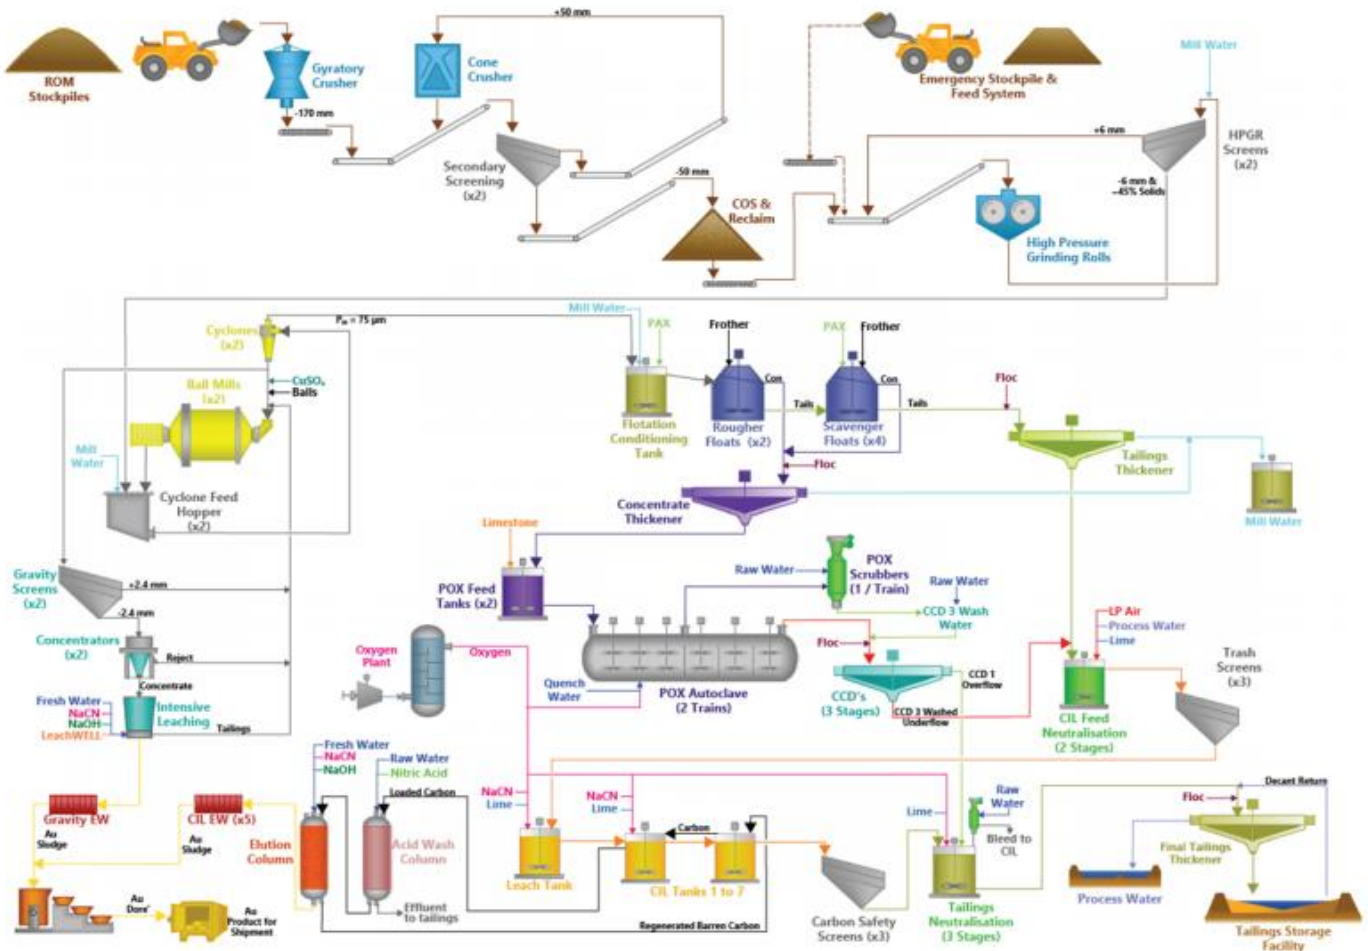 +50 mm
Mill Water
ROM
Stockpiles
Gyratory
Crusher
Cone
Crusher
Emergency Stockpile &
Feed System
-170 mm
+6 mm
HPGR
Screens
(x2)
Secondary
Screening
(x2)
-50 mm
-6 mm &
~45% Solids
COS &
Reclaim
High Pressure
Grinding Rolls
Mill Water
P₈₀ = 75 µm
Cyclones
(x2)
PAX
Frother
PAX
Frother
Ball Mills
(x2)
CuSO₄
Balls
Con
Con
Floc
Tails
Tails
Flotation
Conditioning
Tank
Rougher
Floats (x2)
Scavenger
Floats (x4)
Mill
Water
Floc
Tailings
Thickener
Cyclone Feed
Hopper
(x2)
Concentrate
Thickener
Mill Water
Limestone
Gravity
Screens
(x2)
+2.4 mm
-2.4 mm
POX Feed
Tanks (x2)
Raw Water
POX
Scrubbers
(1 / Train)
Raw Water
CCD 3 Wash
Water
LP Air
Process Water
Lime
Concentrators
(x2)
Reject
Concentrate
Oxygen
Plant
Oxygen
Floc
Trash
Screens
(x3)
Quench
Water
POX Autoclave
(2 Trains)
CCD's
(3 Stages)
CCD 1
Overflow
CCD 3 Washed
Underflow
CIL Feed
Neutralisation
(2 Stages)
Fresh Water
NaCN
NaOH
LeachWELL
Intensive
Leaching
Tailings
Fresh Water
NaCN
NaOH
Raw Water
Nitric Acid
Loaded Carbon
NaCN
Lime
NaCN
Lime
Lime
Raw
Water
Decant Return
Floc
Gravity EW
CIL EW (x5)
Au
Sludge
Au
Sludge
Elution
Column
Acid Wash
Column
Carbon
Bleed to
CIL
Final Tailings
Thickener
Leach Tank
CIL Tanks 1 to 7
Process Water
Au
Dore'
Au
Product for
Shipment
Effluent
to tailings
Regenerated Barren Carbon
Carbon Safety
Screens (x3)
Tailings
Neutralisation
(3 Stages)
Tailings Storage
Facility